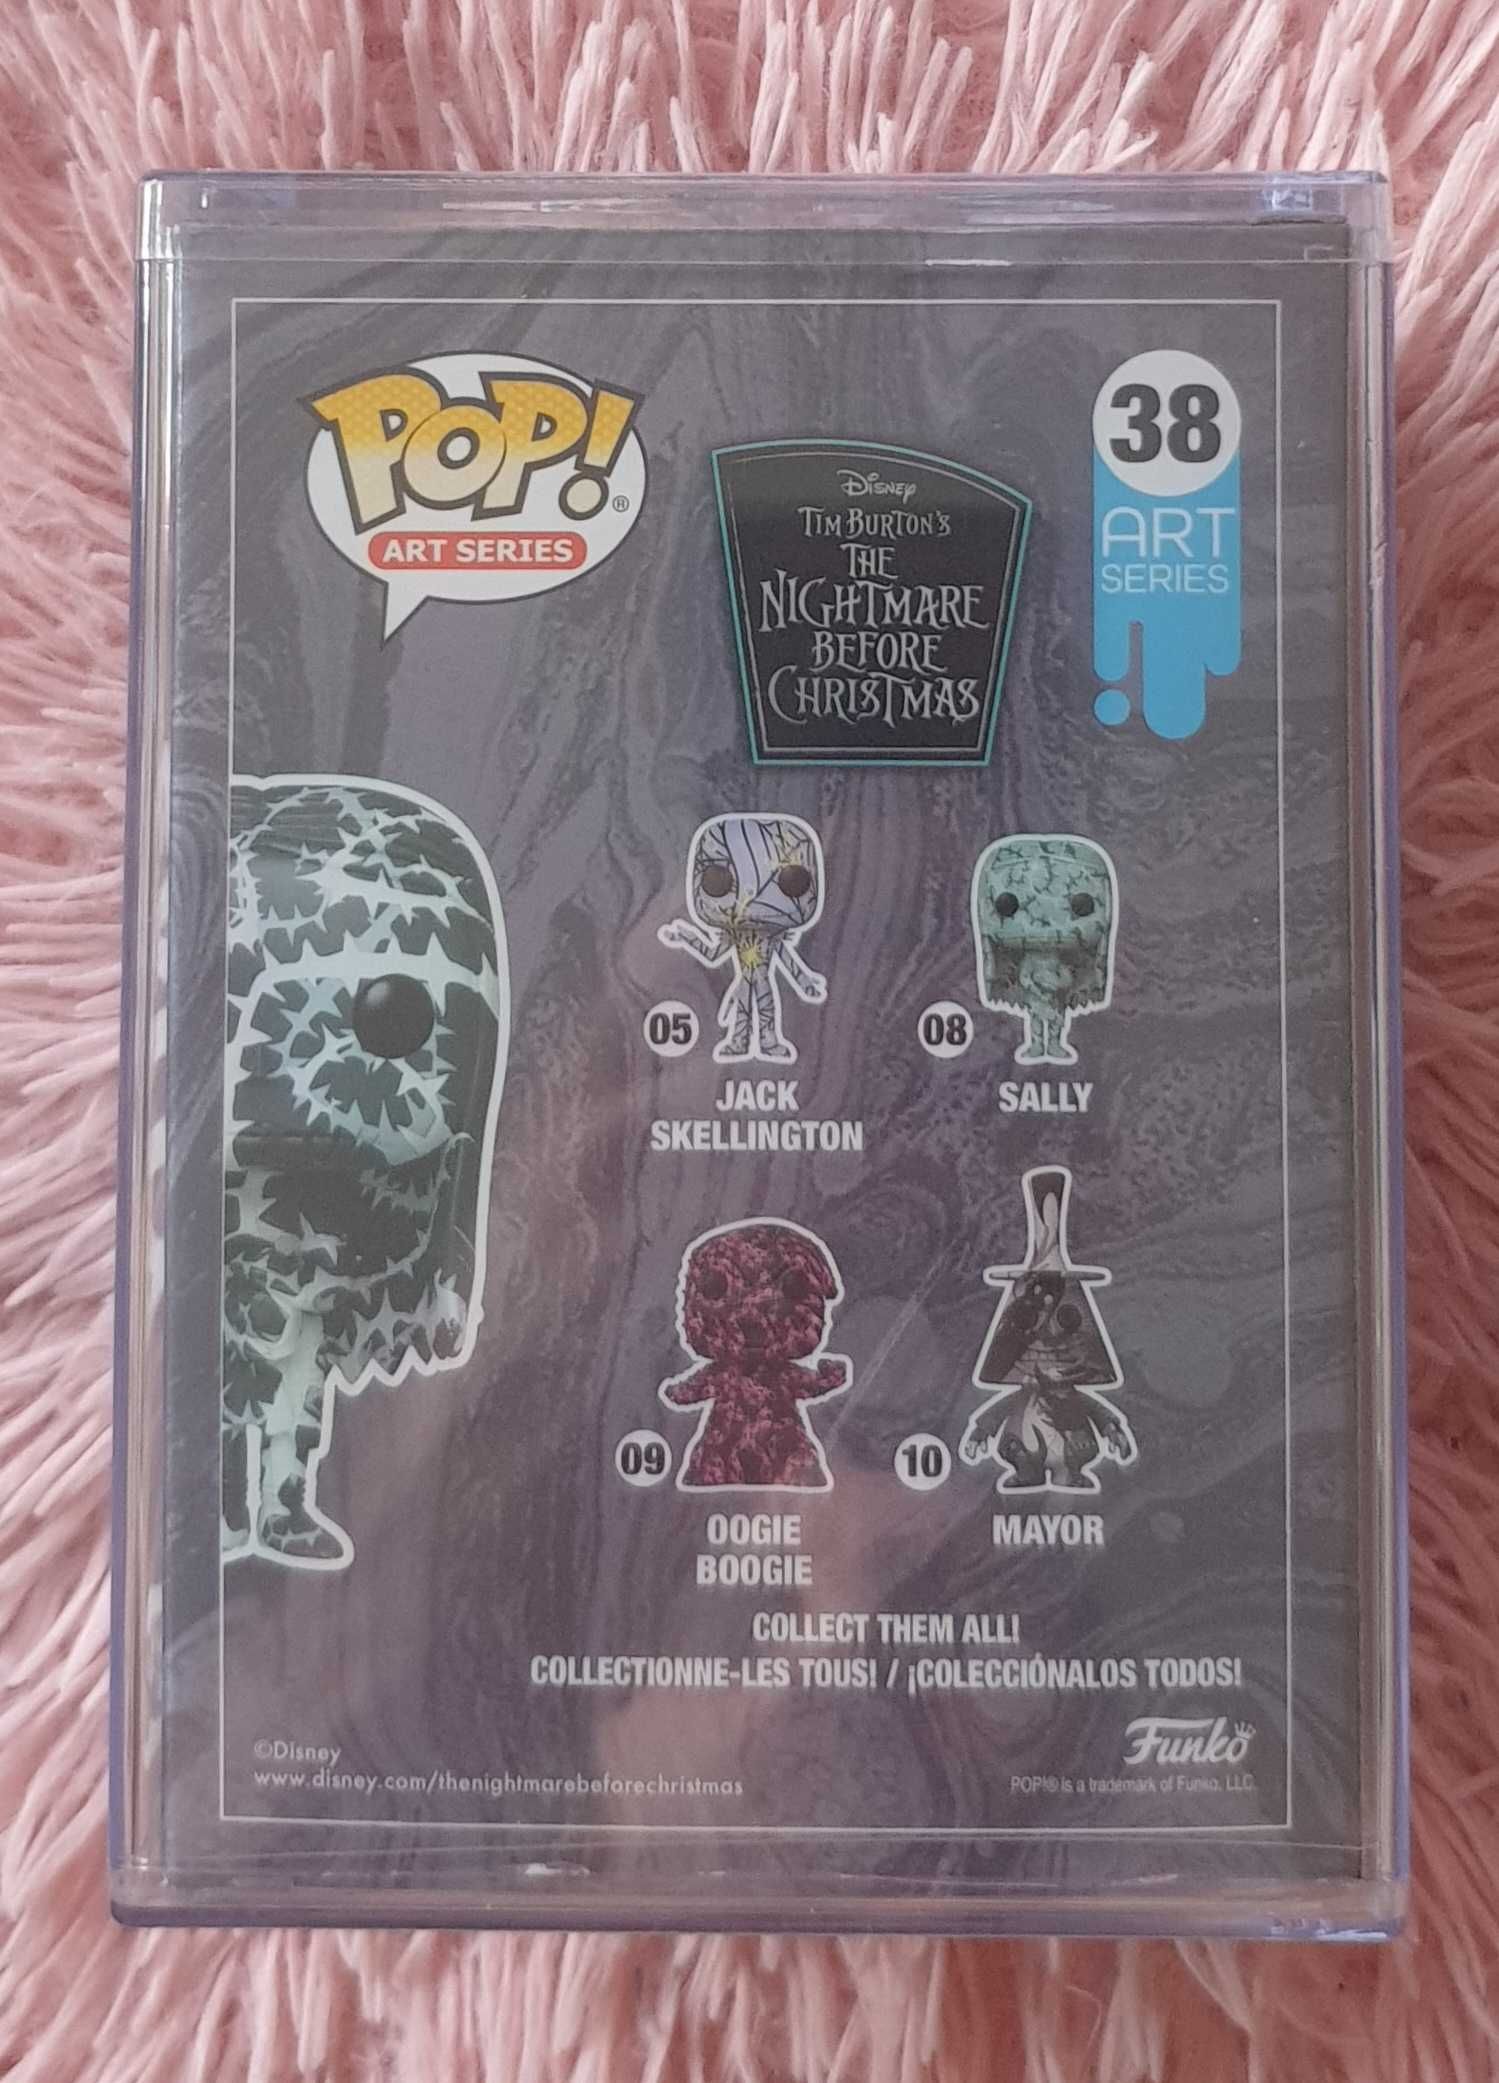 POP!®
ART SERIES
38
ART
SERIES
Disney
TIM BURTON'S
THE
NIGHTMARE
BEFORE
CHRISTMAS
05
JACK
SKELLINGTON
08
SALLY
09
OOGIE
BOOGIE
10
MAYOR
COLLECT THEM ALL!
COLLECTIONNE-LES TOUS! / ¡COLECCIÓNALOS TODOS!
©Disney
www.disney.com/thenightmarebeforechristmas
Funko
POP!® is a trademark of Funko, LLC.